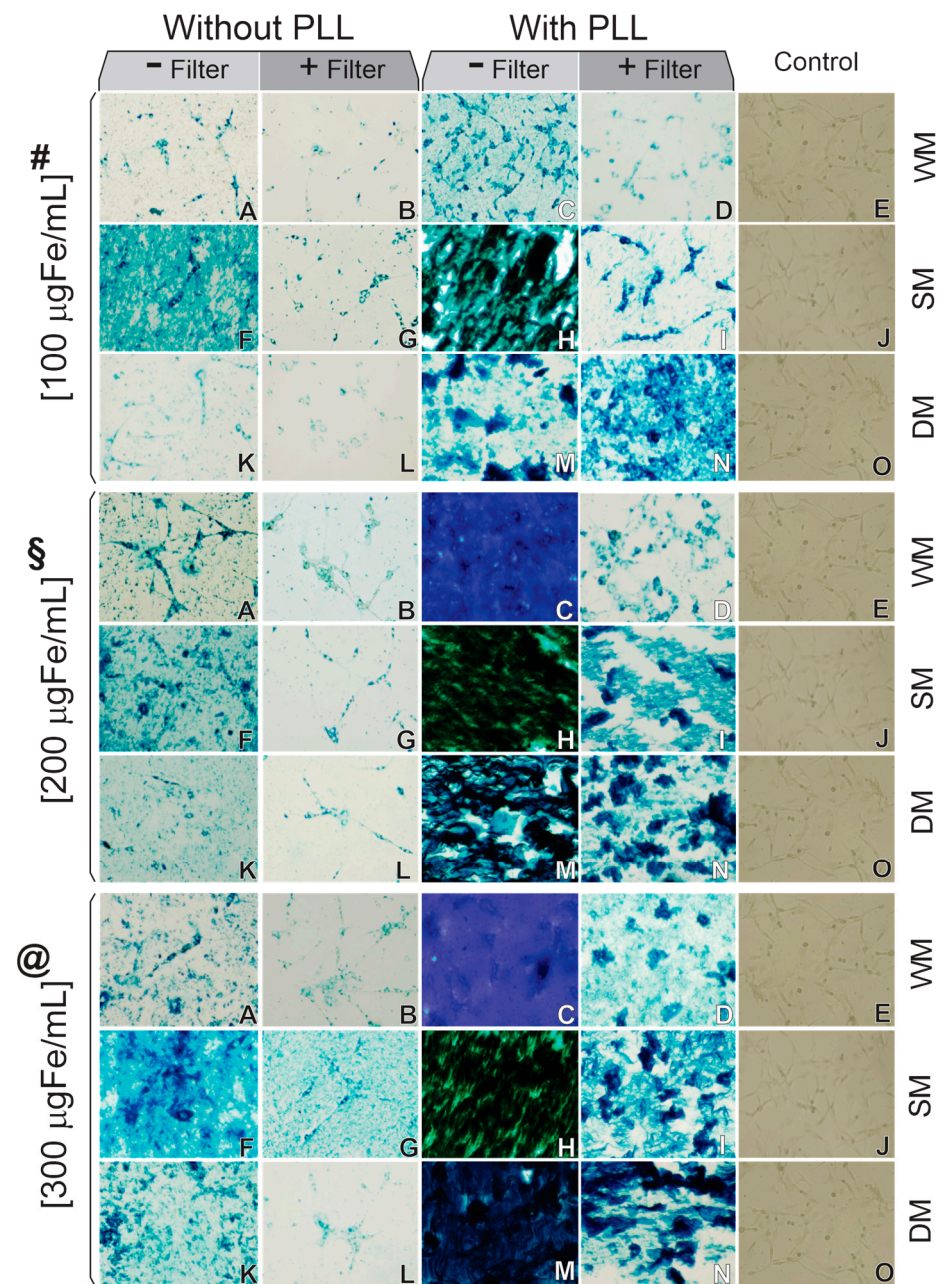 Without PLL With PLL
− Filter + Filter − Filter + Filter Control
# [100 µgFe/mL]
A B C D E WM
F G H I J SM
K L M N O DM
§ [200 µgFe/mL]
A B C D E WM
F G H I J SM
K L M N O DM
@ [300 µgFe/mL]
A B C D E WM
F G H I J SM
K L M N O DM